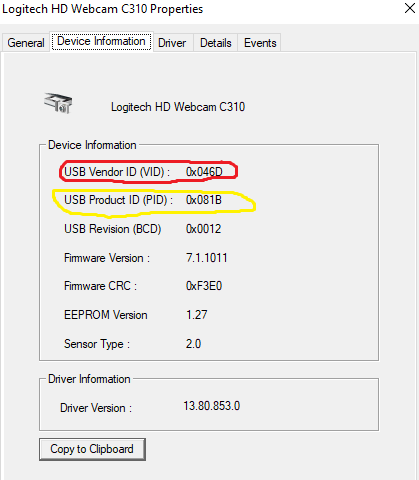 Logitech HD Webcam C310 Properties
General Device Information Driver Details Events
Logitech HD Webcam C310
Device Information
USB Vendor ID (VID) : 0x046D
USB Product ID (PID) : 0x081B
USB Revision (BCD) 0x0012
Firmware Version : 7.1.1011
Firmware CRC : 0xF3E0
EEPROM Version 1.27
Sensor Type : 2.0
Driver Information
Driver Version : 13.80.853.0
Copy to Clipboard